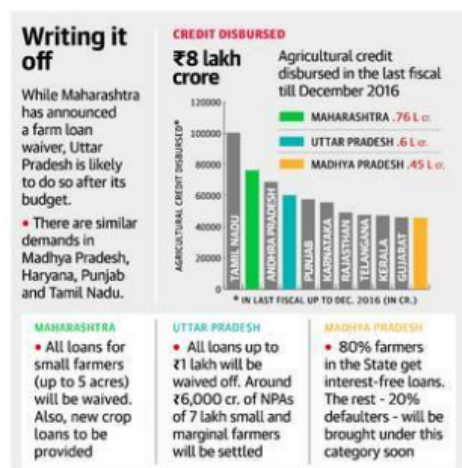 Writing it
off
While Maharashtra
has announced
a farm loan
waiver, Uttar
Pradesh is likely
to do so after its
budget.
• There are similar
demands in
Madhya Pradesh,
Haryana, Punjab
and Tamil Nadu.
CREDIT DISBURSED
₹8 lakh
crore
Agricultural credit
disbursed in the last fiscal
till December 2016
AGRICULTURAL CREDIT DISBURSED*
120000
100000
80000
60000
40000
20000
0
MAHARASHTRA .76 L cr.
UTTAR PRADESH .6 L cr.
MADHYA PRADESH .45 L cr.
TAMIL NADU
ANDHRA PRADESH
PUNJAB
KARNATAKA
RAJASTHAN
TELANGANA
KERALA
GUJARAT
* IN LAST FISCAL UP TO DEC. 2016 (IN CR.)
MAHARASHTRA
• All loans for
small farmers
(up to 5 acres)
will be waived.
Also, new crop
loans to be
provided
UTTAR PRADESH
• All loans up to
₹1 lakh will be
waived off. Around
₹6,000 cr. of NPAs
of 7 lakh small and
marginal farmers
will be settled
MADHYA PRADESH
• 80% farmers
in the State get
interest-free loans.
The rest - 20%
defaulters - will be
brought under this
category soon